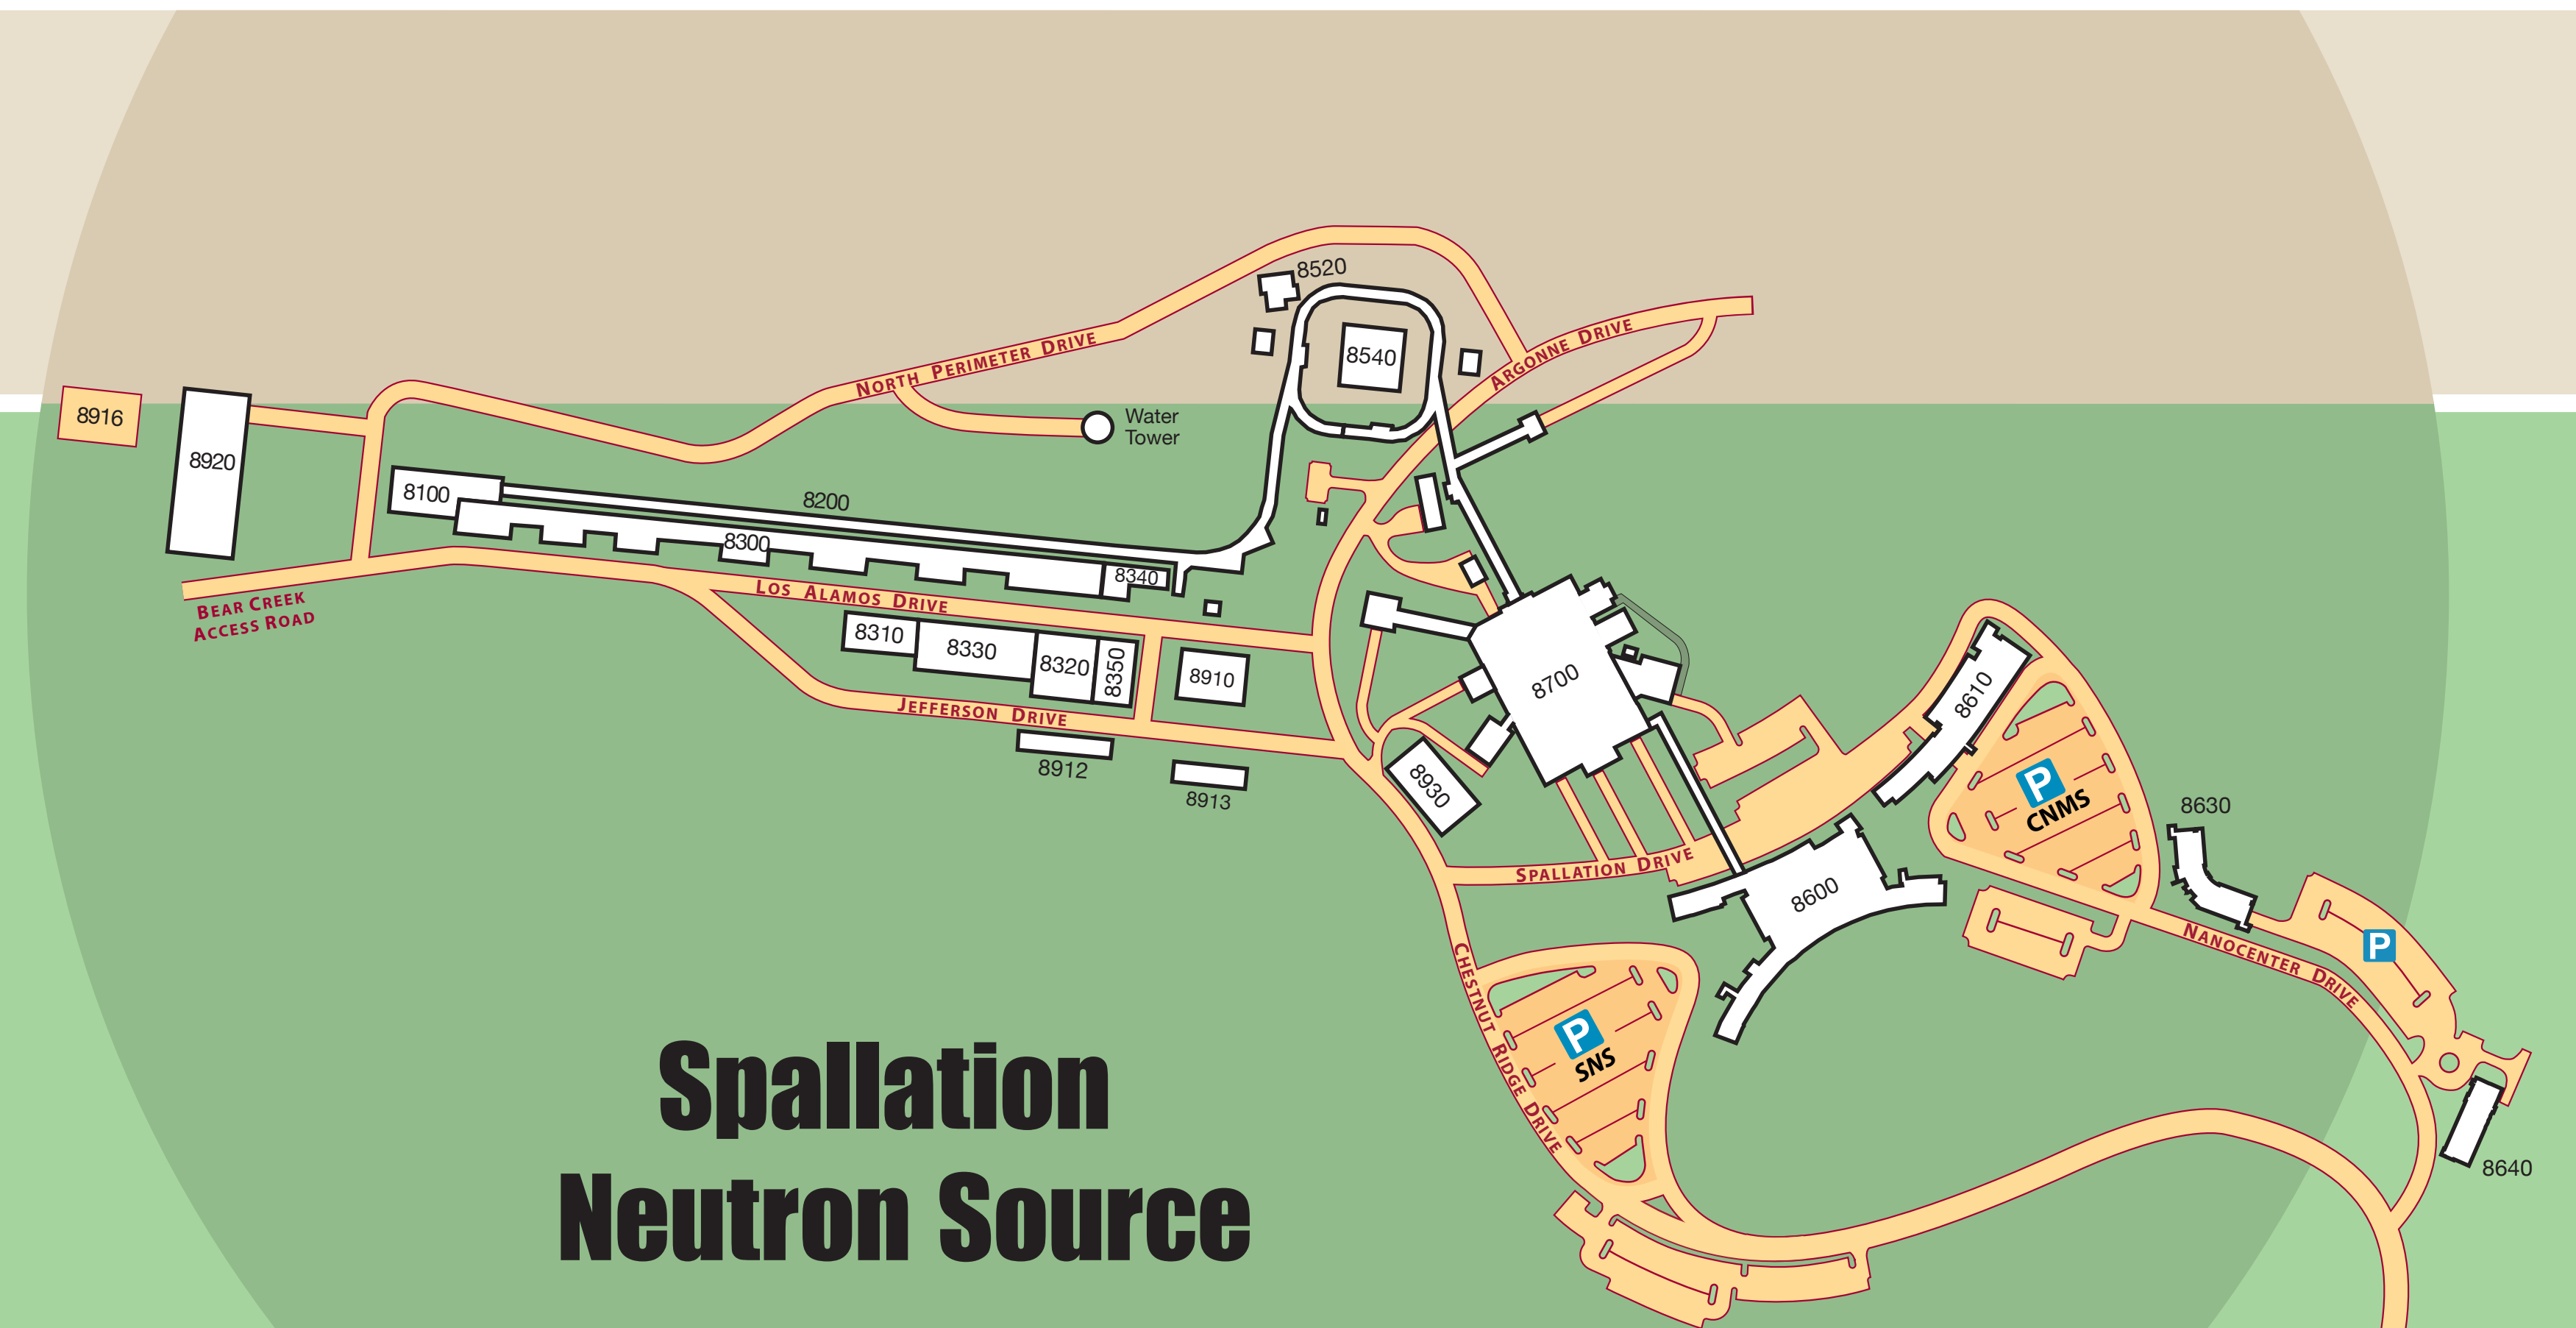 8520
8540
ARGONNE DRIVE
NORTH PERIMETER DRIVE
Water
Tower
8916
8920
8100
8200
8300
8340
BEAR CREEK
ACCESS ROAD
LOS ALAMOS DRIVE
8310
8330
8320
8350
8910
JEFFERSON DRIVE
8912
8913
8700
8930
8610
P
CNMS
8630
SPALLATION DRIVE
8600
NANOCENTER DRIVE
P
CHESTNUT RIDGE DRIVE
P
SNS
8640
Spallation
Neutron Source